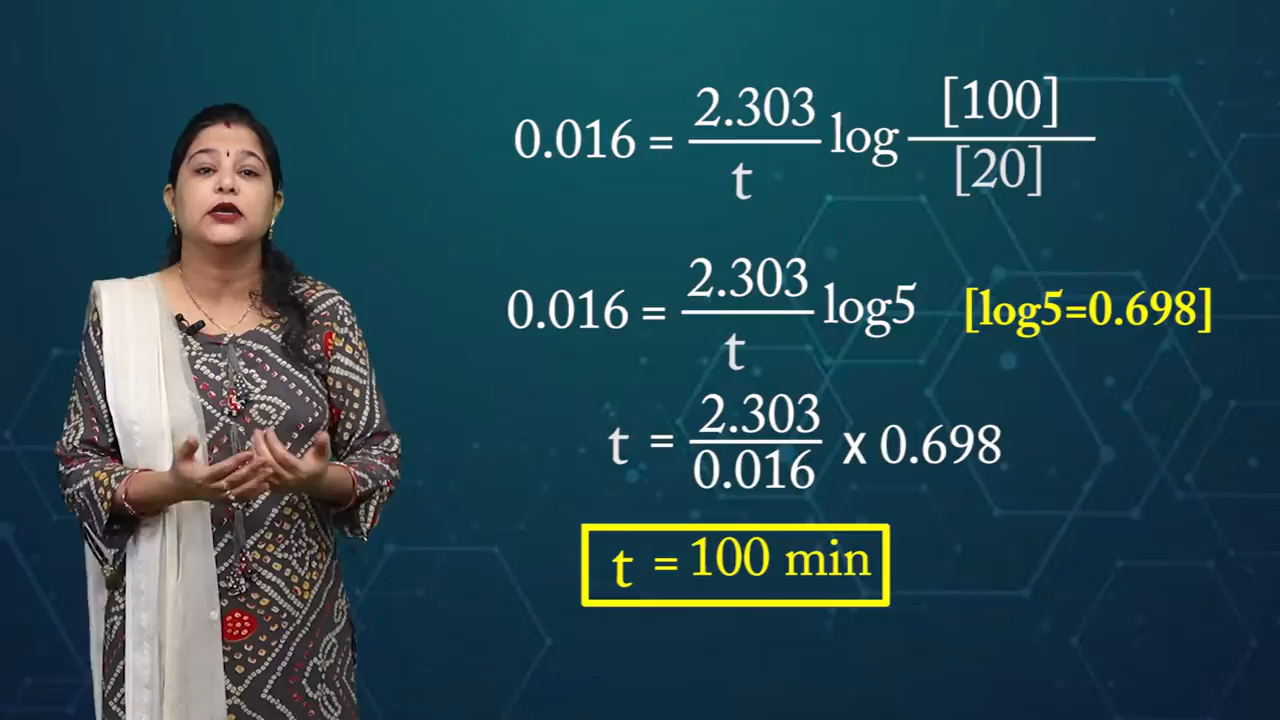 0.016 = 2.303/t log [100]/[20]
0.016 = 2.303/t log5 [log5=0.698]
t = 2.303/0.016 x 0.698
t = 100 min